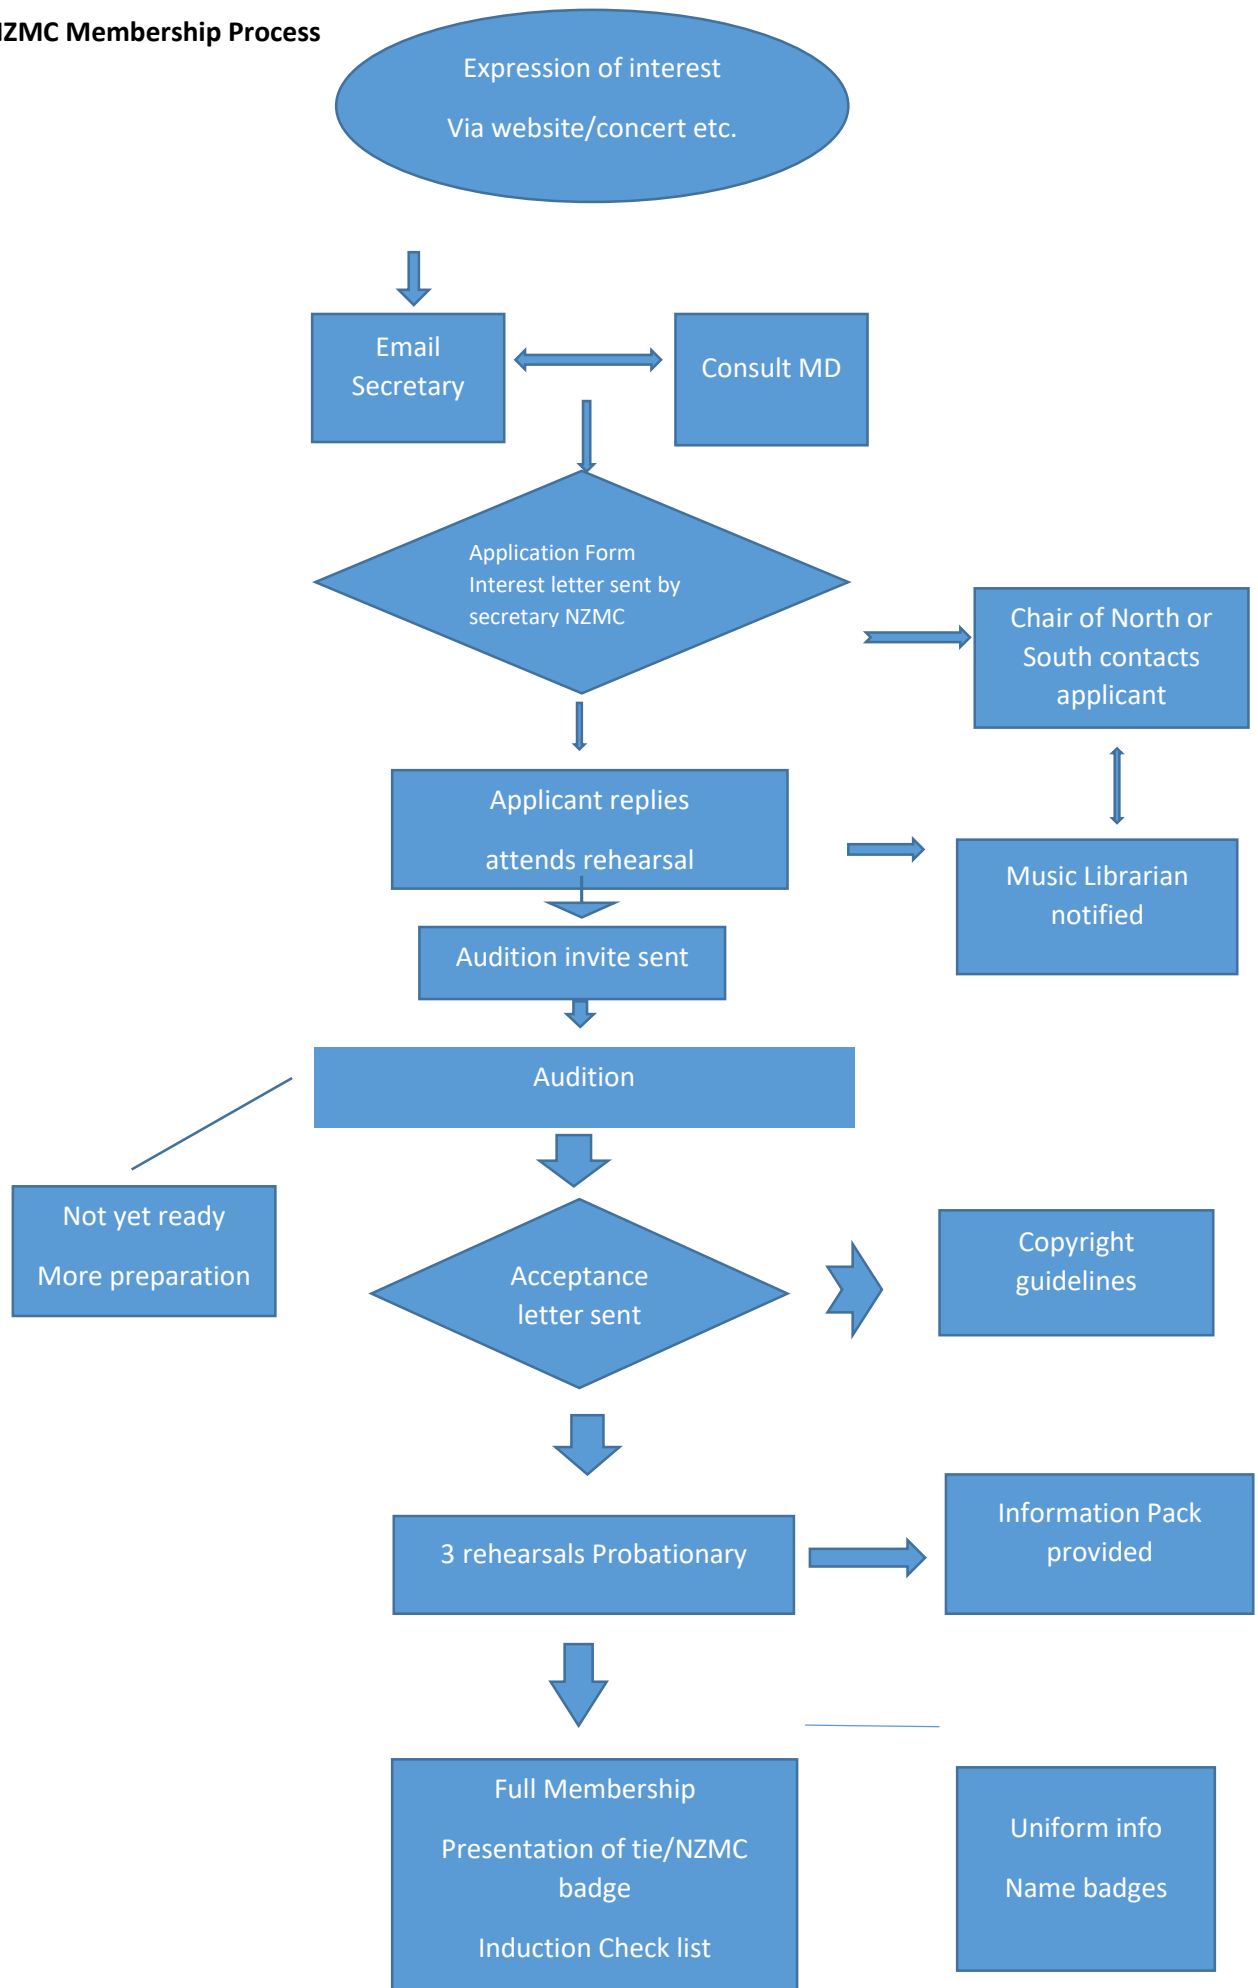 NZMC Membership Process
Expression of interest
Via website/concert etc.
Email
Secretary
Consult MD
Application Form
Interest letter sent by
secretary NZMC
Chair of North or
South contacts
applicant
Applicant replies
attends rehearsal
Music Librarian
notified
Audition invite sent
Audition
Not yet ready
More preparation
Acceptance
letter sent
Copyright
guidelines
3 rehearsals Probationary
Information Pack
provided
Full Membership
Presentation of tie/NZMC
badge
Induction Check list
Uniform info
Name badges